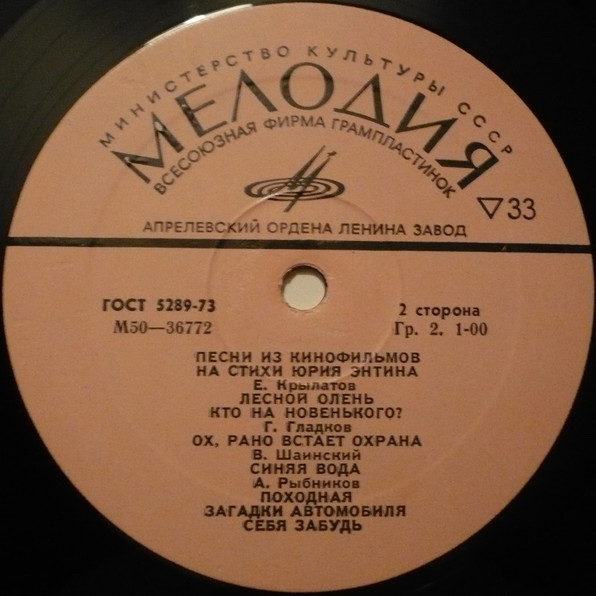 МИНИСТЕРСТВО КУЛЬТУРЫ СССР
МЕЛОДИЯ
ВСЕСОЮЗНАЯ ФИРМА ГРАМПЛАСТИНОК
▽33
АПРЕЛЕВСКИЙ ОРДЕНА ЛЕНИНА ЗАВОД
ГОСТ 5289-73
М50—36772
2 сторона
Гр. 2. 1-00
ПЕСНИ ИЗ КИНОФИЛЬМОВ
НА СТИХИ ЮРИЯ ЭНТИНА
Е. Крылатов
ЛЕСНОЙ ОЛЕНЬ
КТО НА НОВЕНЬКОГО?
Г. Гладков
ОХ, РАНО ВСТАЕТ ОХРАНА
В. Шаинский
СИНЯЯ ВОДА
А. Рыбников
ПОХОДНАЯ
ЗАГАДКИ АВТОМОБИЛЯ
СЕБЯ ЗАБУДЬ